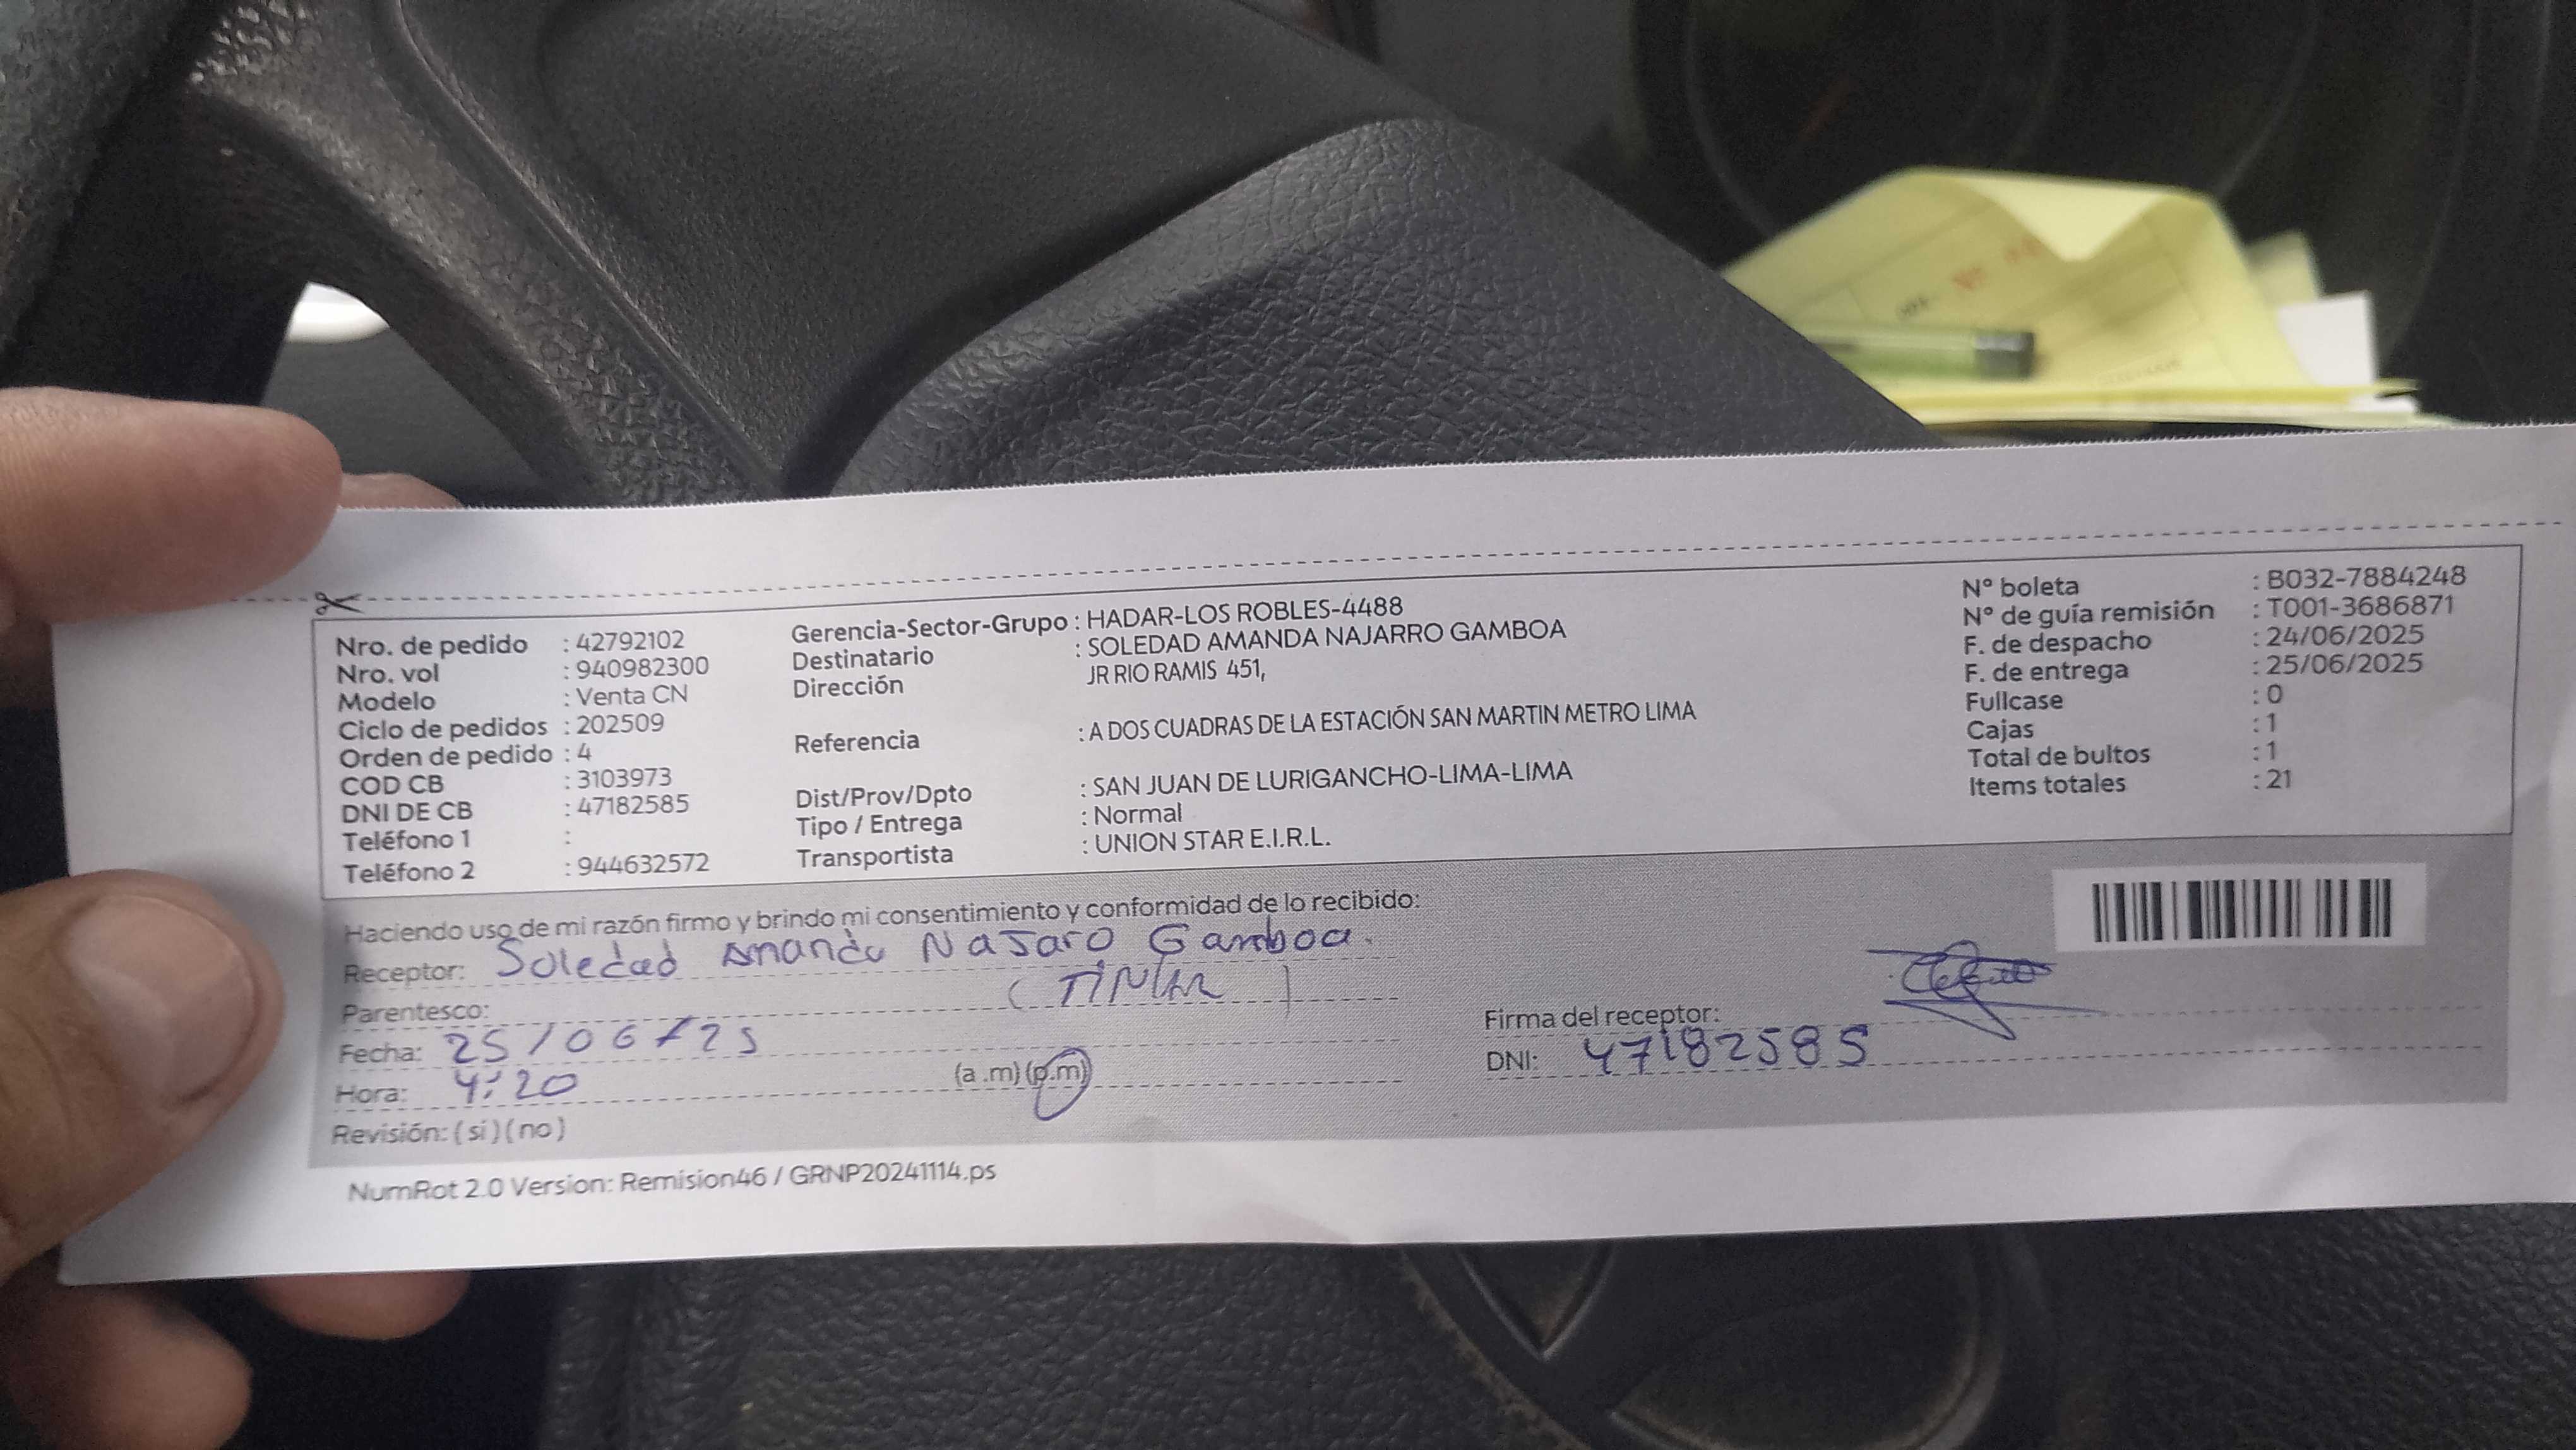 Nro. de pedido : 42792102
Nro. vol : 940982300
Modelo : Venta CN
Ciclo de pedidos : 202509
Orden de pedido : 4
COD CB : 3103973
DNI DE CB : 47182585
Teléfono 1 :
Teléfono 2 : 944632572
Gerencia-Sector-Grupo : HADAR-LOS ROBLES-4488
Destinatario : SOLEDAD AMANDA NAJARRO GAMBOA
Dirección JR RIO RAMIS 451,
Referencia : A DOS CUADRAS DE LA ESTACIÓN SAN MARTIN METRO LIMA
Dist/Prov/Dpto : SAN JUAN DE LURIGANCHO-LIMA-LIMA
Tipo / Entrega : Normal
Transportista : UNION STAR E.I.R.L.
N° boleta : B032-7884248
N° de guía remisión : T001-3686871
F. de despacho : 24/06/2025
F. de entrega : 25/06/2025
Fullcase : 0
Cajas : 1
Total de bultos : 1
Items totales : 21
Haciendo uso de mi razón firmo y brindo mi consentimiento y conformidad de lo recibido:
Receptor: Soledad Amanda Najaro Gamboa.
Parentesco:
Fecha: 25/06/25
Hora: 4:20 (a .m) (p.m)
Revisión: ( si ) ( no )
Firma del receptor:
DNI: 47182585
NumRot 2.0 Version: Remision46 / GRNP20241114.ps